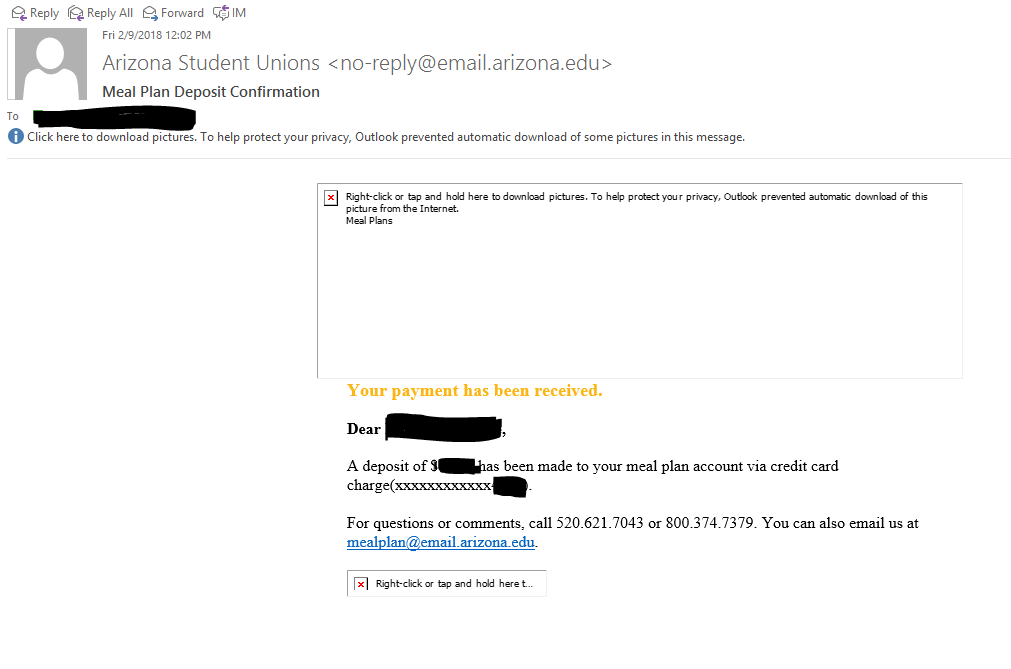 Reply Reply All Forward IM
Fri 2/9/2018 12:02 PM
Arizona Student Unions <no-reply@email.arizona.edu>
Meal Plan Deposit Confirmation
To
Click here to download pictures. To help protect your privacy, Outlook prevented automatic download of some pictures in this message.
Right-click or tap and hold here to download pictures. To help protect your privacy, Outlook prevented automatic download of this
picture from the Internet.
Meal Plans
Your payment has been received.
Dear ,
A deposit of $ has been made to your meal plan account via credit card
charge(xxxxxxxxxxxx- ).
For questions or comments, call 520.621.7043 or 800.374.7379. You can also email us at
mealplan@email.arizona.edu.
Right-click or tap and hold here t...